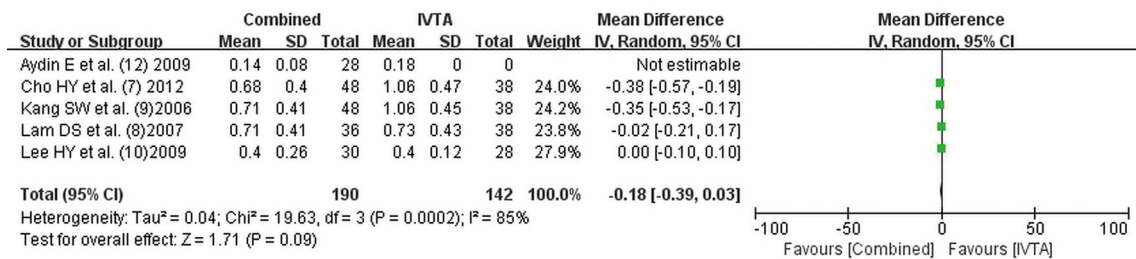 Combined IVTA Mean Difference Mean Difference
Study or Subgroup Mean SD Total Mean SD Total Weight IV, Random, 95% CI IV, Random, 95% CI
Aydin E et al. (12) 2009 0.14 0.08 28 0.18 0 0 Not estimable
Cho HY et al. (7) 2012 0.68 0.4 48 1.06 0.47 38 24.0% -0.38 [-0.57, -0.19]
Kang SW et al. (9)2006 0.71 0.41 48 1.06 0.45 38 24.2% -0.35 [-0.53, -0.17]
Lam DS et al. (8)2007 0.71 0.41 36 0.73 0.43 38 23.8% -0.02 [-0.21, 0.17]
Lee HY et al. (10)2009 0.4 0.26 30 0.4 0.12 28 27.9% 0.00 [-0.10, 0.10]
Total (95% CI) 190 142 100.0% -0.18 [-0.39, 0.03]
Heterogeneity: Tau² = 0.04; Chi² = 19.63, df = 3 (P = 0.0002); I² = 85%
Test for overall effect: Z = 1.71 (P = 0.09)
-100 -50 0 50 100
Favours [Combined] Favours [IVTA]